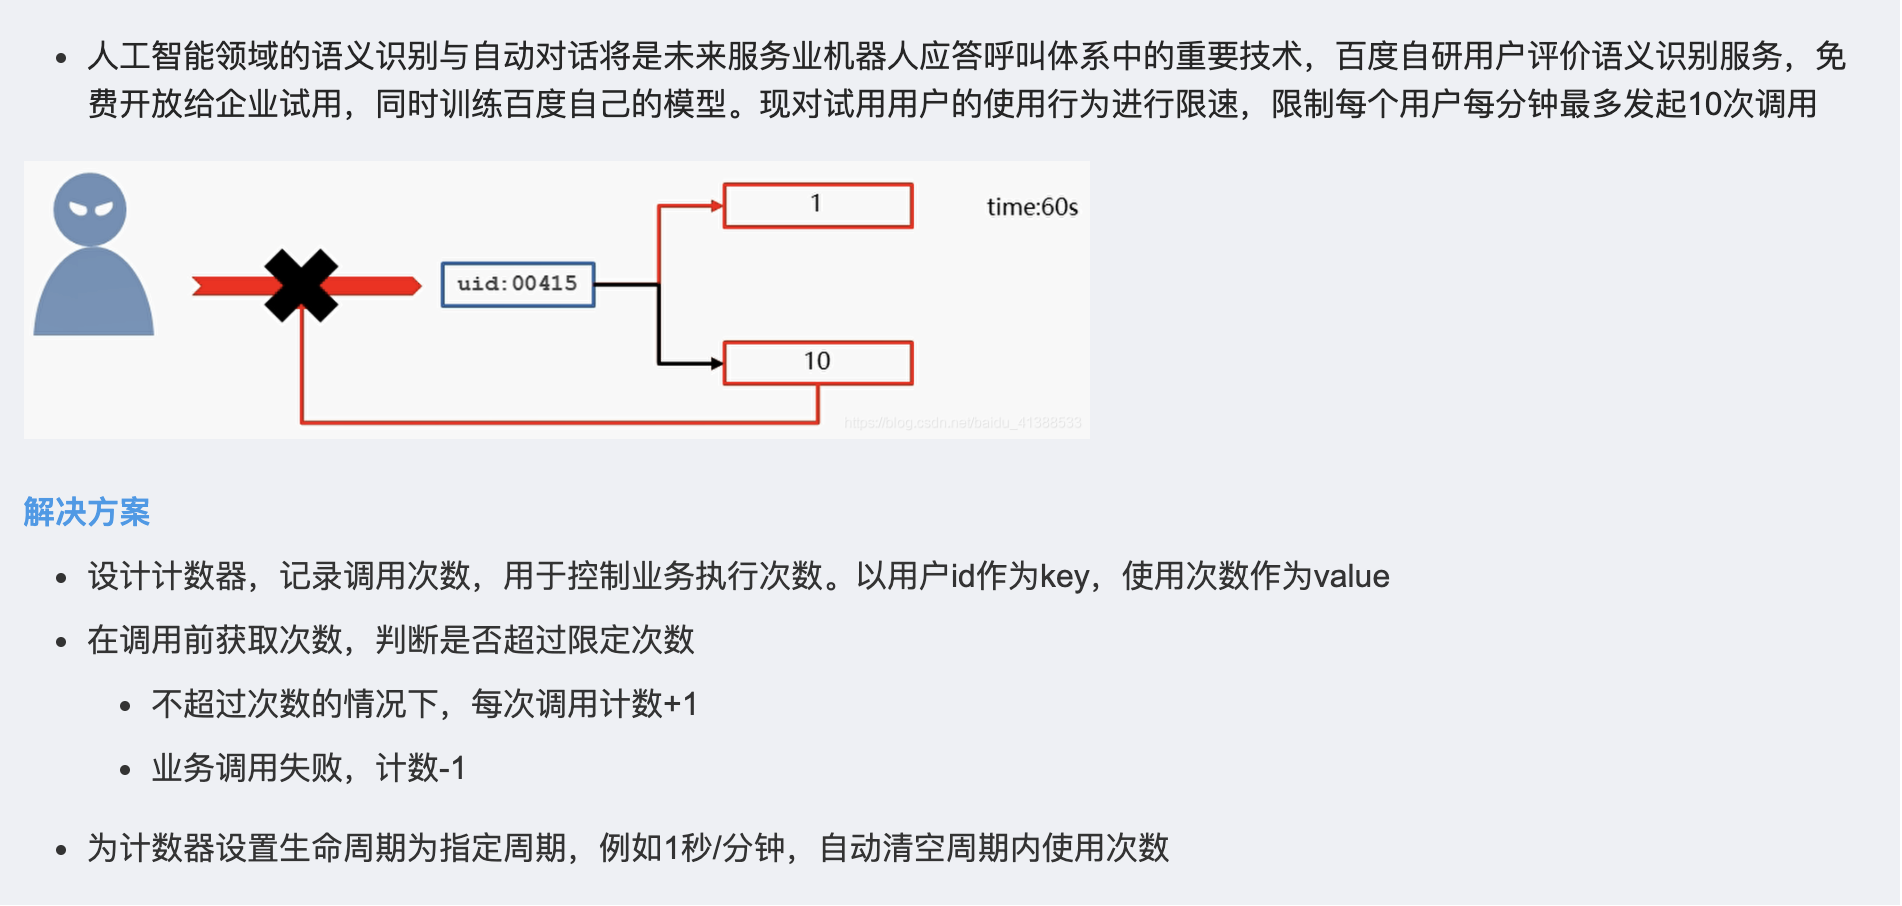 人工智能领域的语义识别与自动对话将是未来服务业机器人应答呼叫体系中的重要技术，百度自研用户评价语义识别服务，免
费开放给企业试用，同时训练百度自己的模型。现对试用用户的使用行为进行限速，限制每个用户每分钟最多发起10次调用
1
time:60s
uid:00415
10
https://blog.csdn.net/baidu_41388533
解决方案
设计计数器，记录调用次数，用于控制业务执行次数。以用户id作为key，使用次数作为value
在调用前获取次数，判断是否超过限定次数
不超过次数的情况下，每次调用计数+1
业务调用失败，计数-1
为计数器设置生命周期为指定周期，例如1秒/分钟，自动清空周期内使用次数